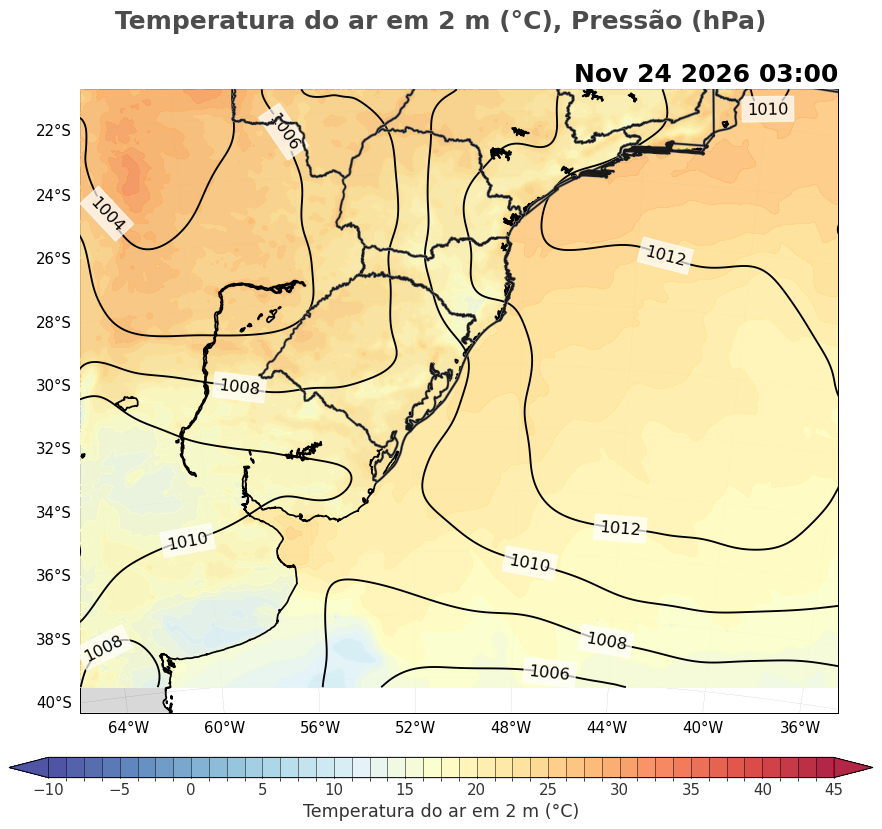 Temperatura do ar em 2 m (°C), Pressão (hPa)
Nov 24 2026 03:00
1010
1006
22°S
24°S
1004
1012
26°S
28°S
1008
30°S
32°S
34°S
1012
1010
1010
36°S
1008
1008
38°S
1006
40°S
64°W 60°W 56°W 52°W 48°W 44°W 40°W 36°W
−10 −5 0 5 10 15 20 25 30 35 40 45
Temperatura do ar em 2 m (°C)